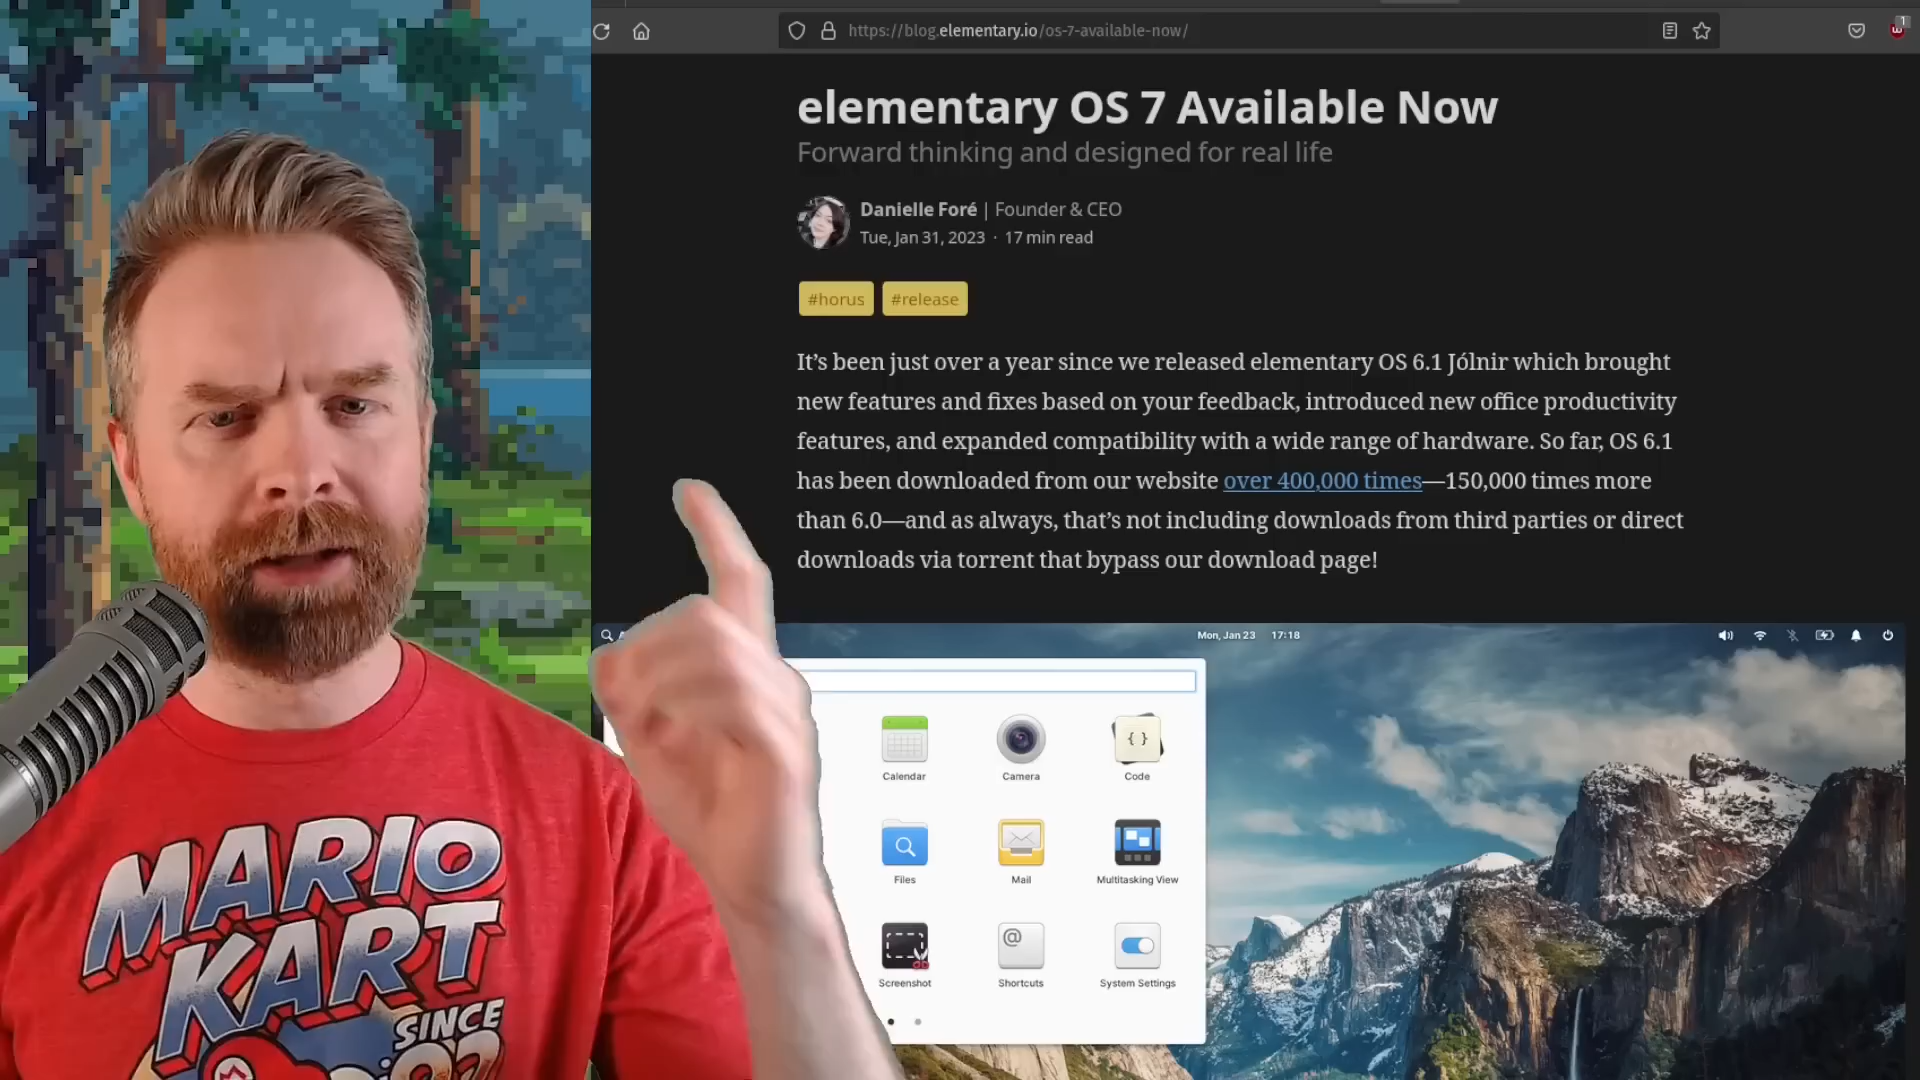 https://blog.elementary.io/os-7-available-now/
1
elementary OS 7 Available Now
Forward thinking and designed for real life
Danielle Foré | Founder & CEO
Tue, Jan 31, 2023 · 17 min read
#horus #release
It’s been just over a year since we released elementary OS 6.1 Jólnir which brought
new features and fixes based on your feedback, introduced new office productivity
features, and expanded compatibility with a wide range of hardware. So far, OS 6.1
has been downloaded from our website over 400,000 times—150,000 times more
than 6.0—and as always, that’s not including downloads from third parties or direct
downloads via torrent that bypass our download page!
Mon, Jan 23 17:18
Calendar Camera Code
{ }
Files Mail Multitasking View
@
Screenshot Shortcuts System Settings
MARIO
KART
SINCE